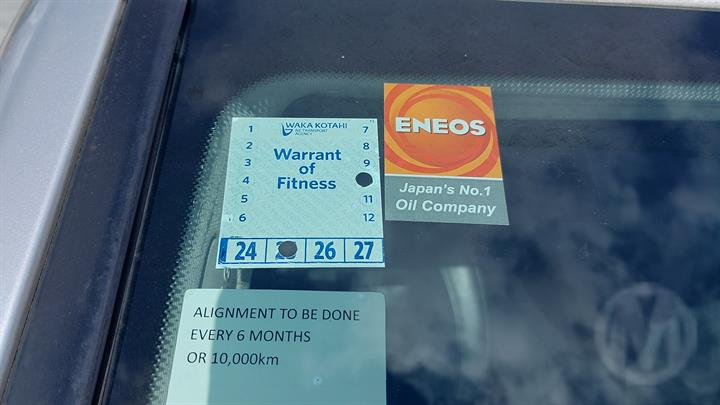 WAKA KOTAHI
NZ TRANSPORT
AGENCY
Warrant
of
Fitness
1
2
3
4
5
6
7
8
9
11
12
24
26
27
ENEOS
Japan's No.1
Oil Company
ALIGNMENT TO BE DONE
EVERY 6 MONTHS
OR 10,000km
M